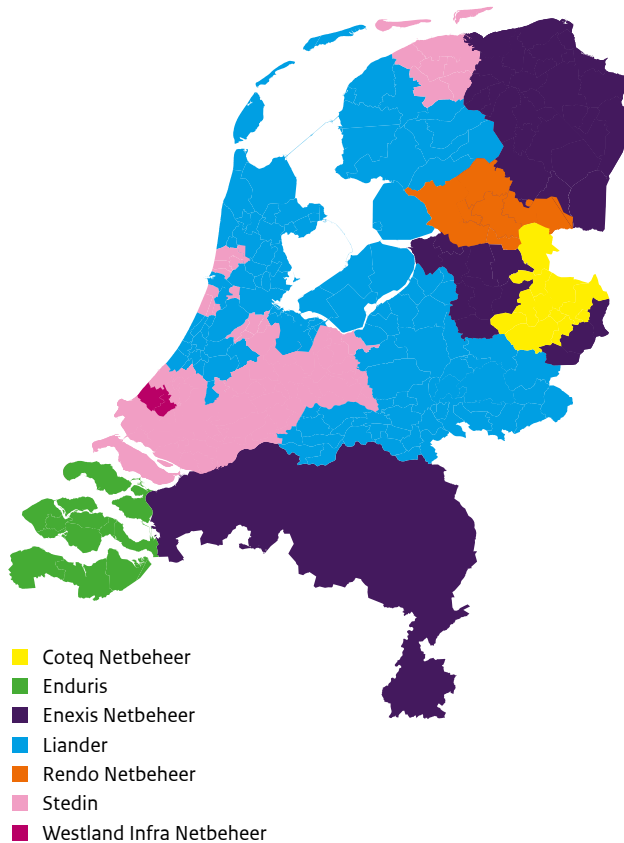 Coteq Netbeheer
Enduris
Enexis Netbeheer
Liander
Rendo Netbeheer
Stedin
Westland Infra Netbeheer